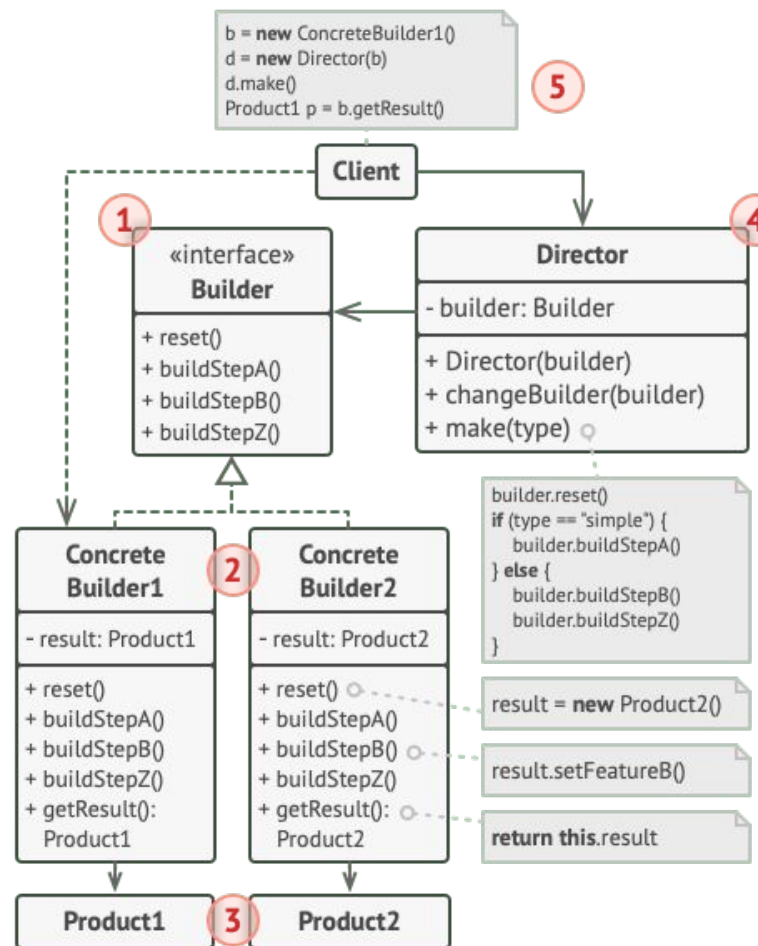 b = new ConcreteBuilder1()
d = new Director(b)
d.make()
Product1 p = b.getResult()
5
Client
1
«interface»
Builder
+ reset()
+ buildStepA()
+ buildStepB()
+ buildStepZ()
4
Director
- builder: Builder
+ Director(builder)
+ changeBuilder(builder)
+ make(type)
builder.reset()
if (type == "simple") {
builder.buildStepA()
} else {
builder.buildStepB()
builder.buildStepZ()
}
Concrete
Builder1
- result: Product1
+ reset()
+ buildStepA()
+ buildStepB()
+ buildStepZ()
+ getResult():
Product1
2
Concrete
Builder2
- result: Product2
+ reset()
+ buildStepA()
+ buildStepB()
+ buildStepZ()
+ getResult():
Product2
result = new Product2()
result.setFeatureB()
return this.result
Product1
3
Product2